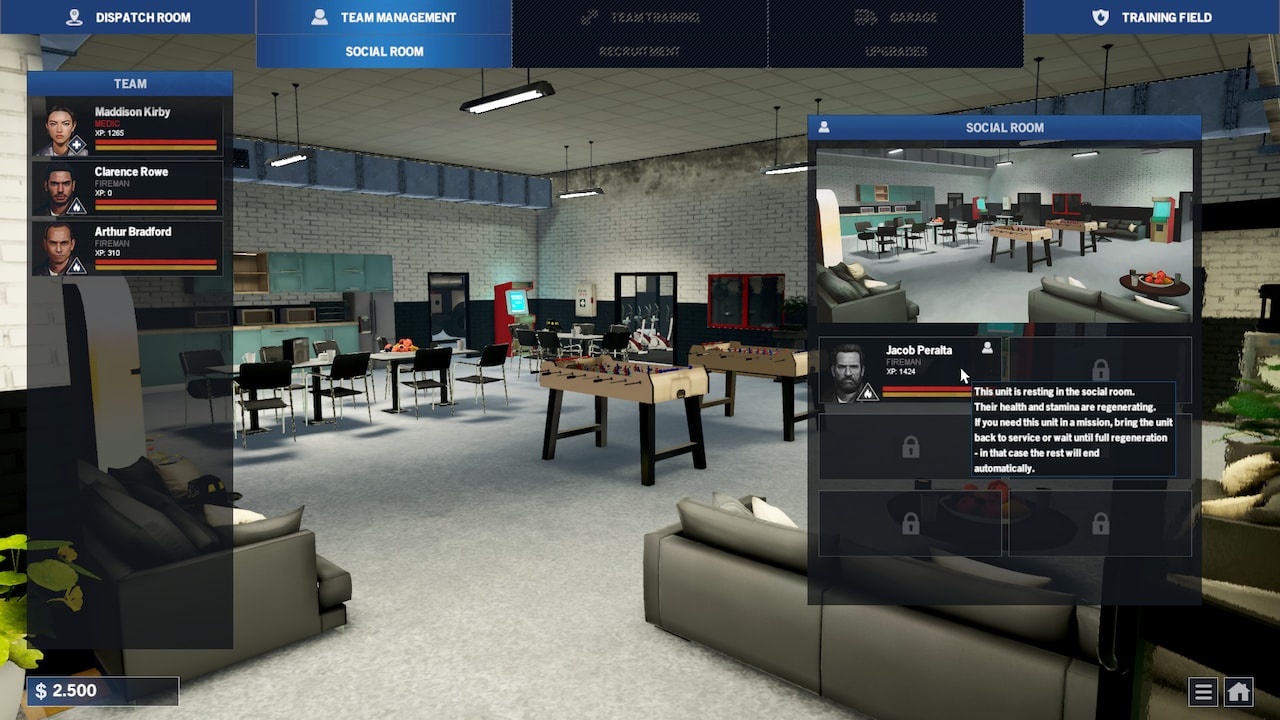 DISPATCH ROOM
TEAM MANAGEMENT
TEAM TRAINING
GARAGE
TRAINING FIELD
SOCIAL ROOM
RECRUITMENT
UPGRADES
TEAM
Maddison Kirby
MEDIC
XP: 1265
Clarence Rowe
FIREMAN
XP: 0
Arthur Bradford
FIREMAN
XP: 310
SOCIAL ROOM
Jacob Peralta
FIREMAN
XP: 1424
This unit is resting in the social room.
Their health and stamina are regenerating.
If you need this unit in a mission, bring the unit
back to service or wait until full regeneration
- in that case the rest will end
automatically.
$ 2.500